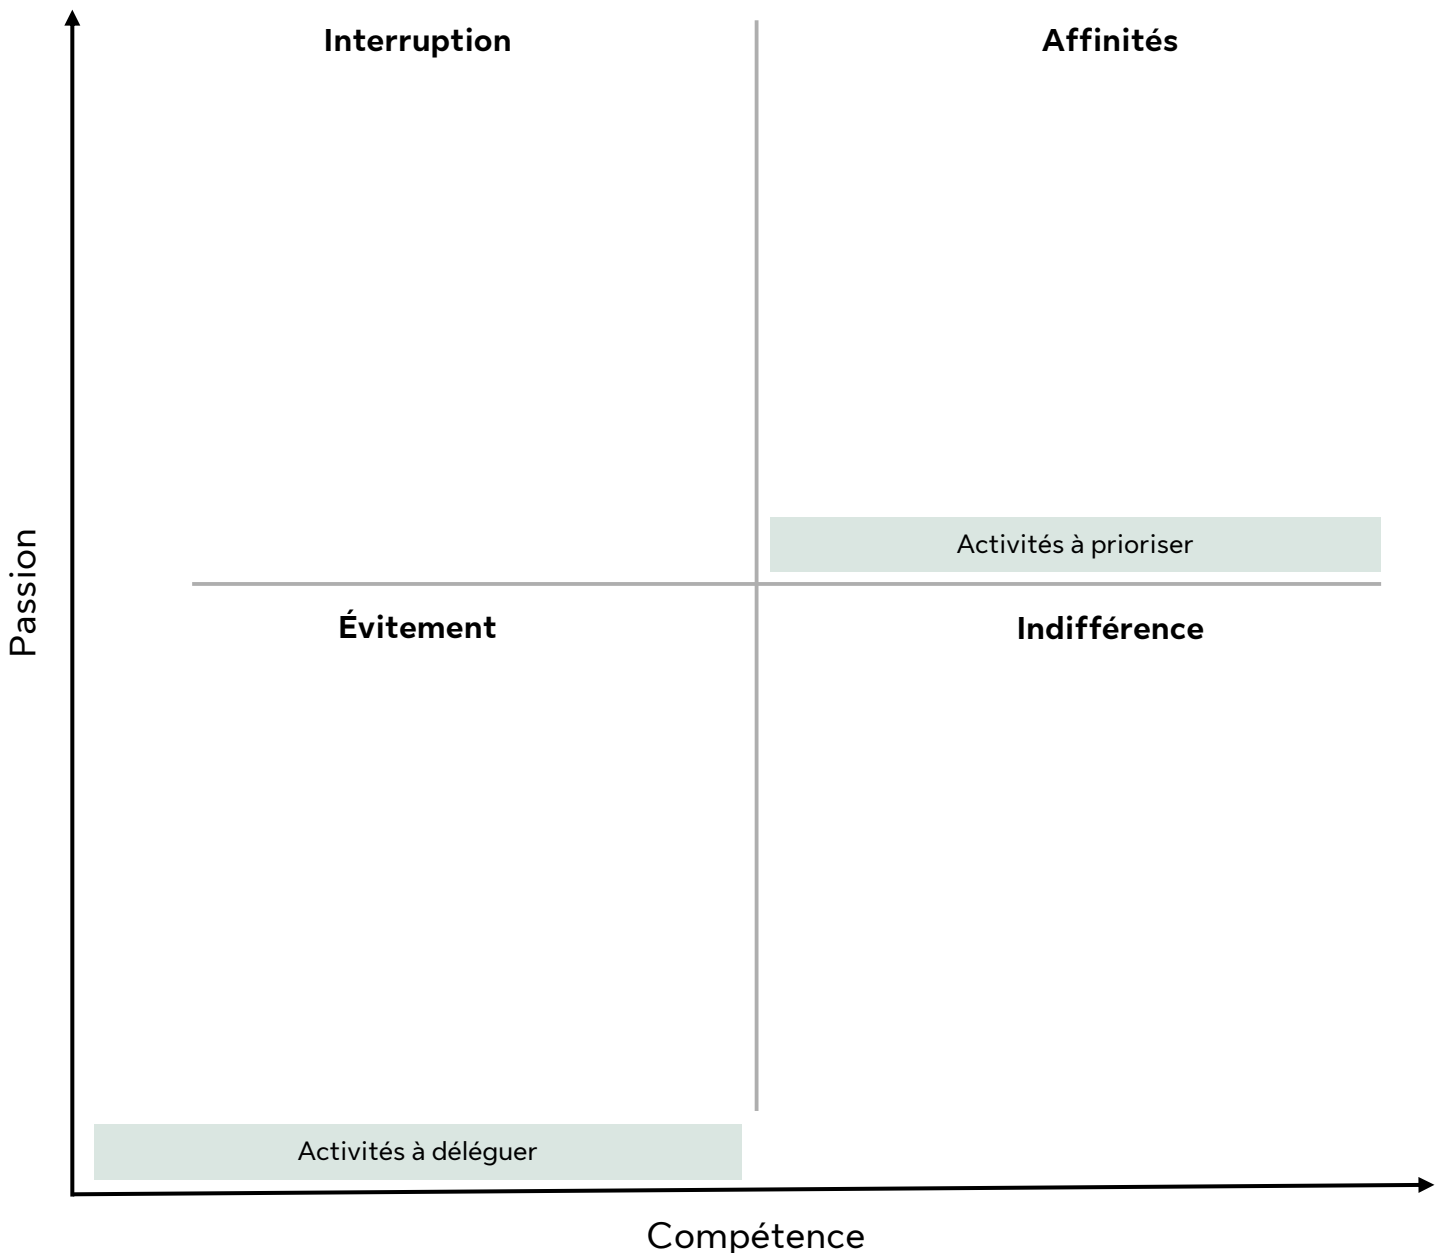 Interruption
Affinités
Activités à prioriser
Passion
Évitement
Indifférence
Activités à déléguer
Compétence